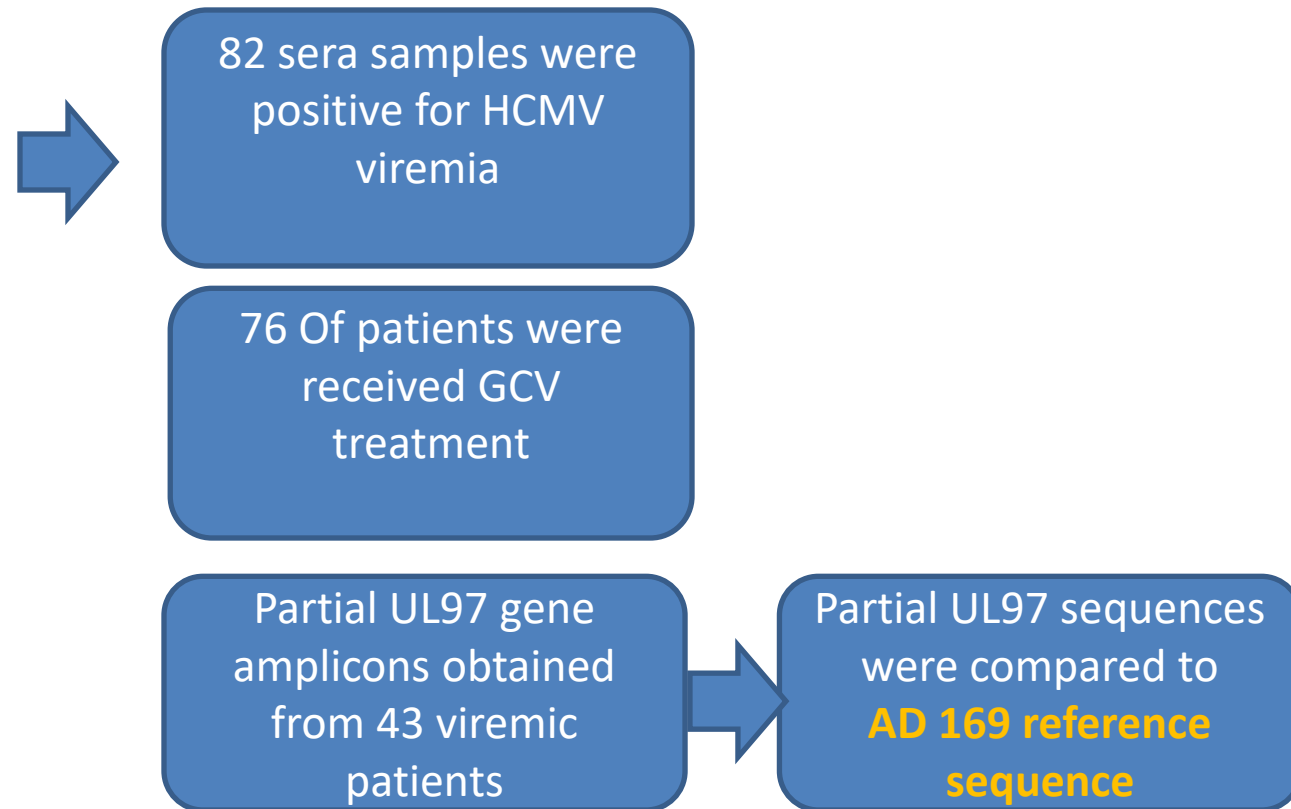 82 sera samples were
positive for HCMV
viremia
76 Of patients were
received GCV
treatment
Partial UL97 gene
amplicons obtained
from 43 viremic
patients
Partial UL97 sequences
were compared to
AD 169 reference
sequence